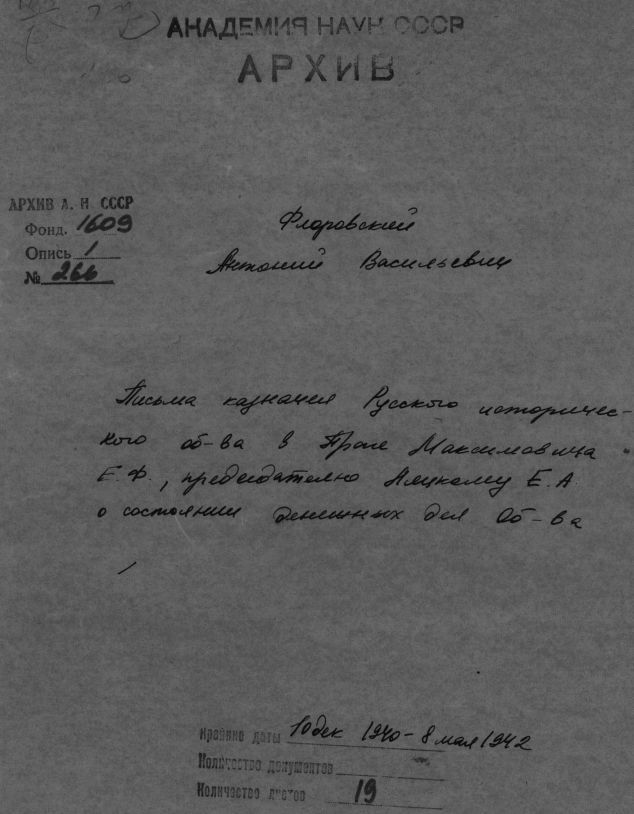 АКАДЕМИЯ НАУК СССР
АРХИВ
АРХИВ А. Н. СССР
Фонд. 1609
Опись 1
№ 266
Флоровский
Антоний Васильевич
Письма казначея Русского историчес-
кого об-ва в Праге Максимовича
Е.Ф., председателю Ляцкому Е.А
о состоянии денежных дел Об-ва
Крайние даты 10 дек 1940 - 8 мая 1942
Количество документов
Количество листов 19